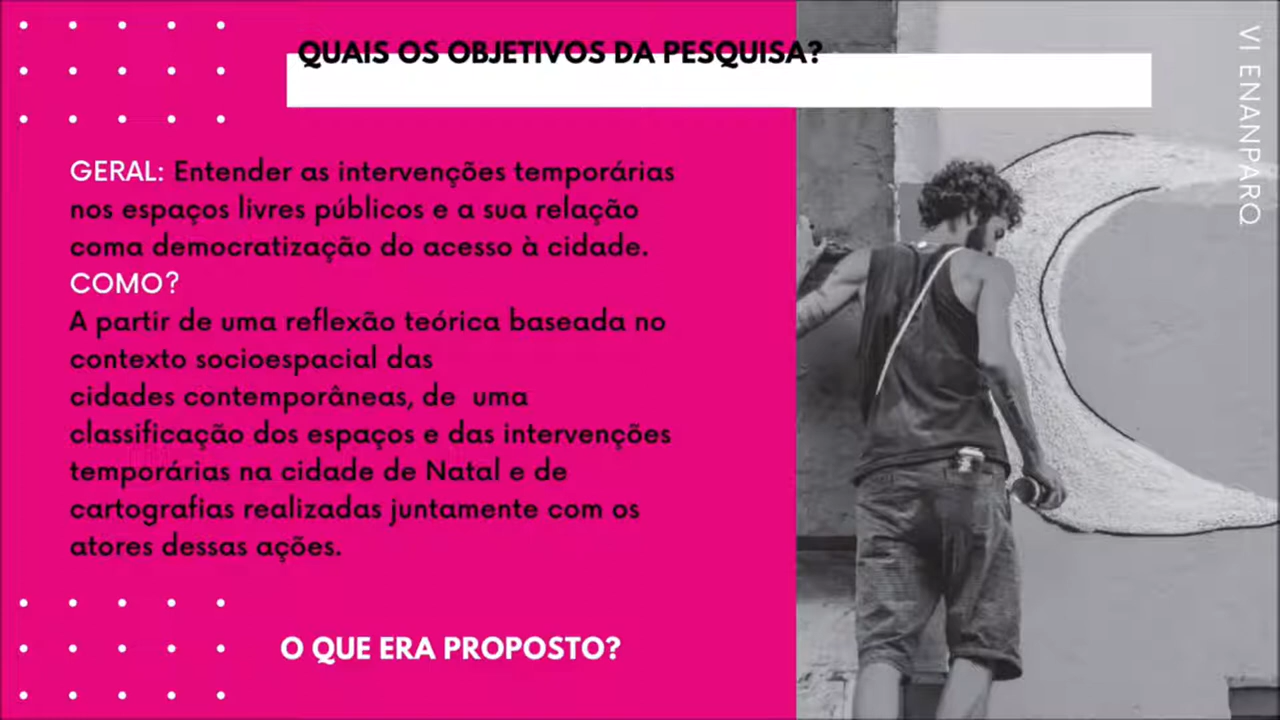 QUAIS OS OBJETIVOS DA PESQUISA?
VI ENANPARQ
GERAL: Entender as intervenções temporárias
nos espaços livres públicos e a sua relação
coma democratização do acesso à cidade.
COMO?
A partir de uma reflexão teórica baseada no
contexto socioespacial das
cidades contemporâneas, de uma
classificação dos espaços e das intervenções
temporárias na cidade de Natal e de
cartografias realizadas juntamente com os
atores dessas ações.
O QUE ERA PROPOSTO?